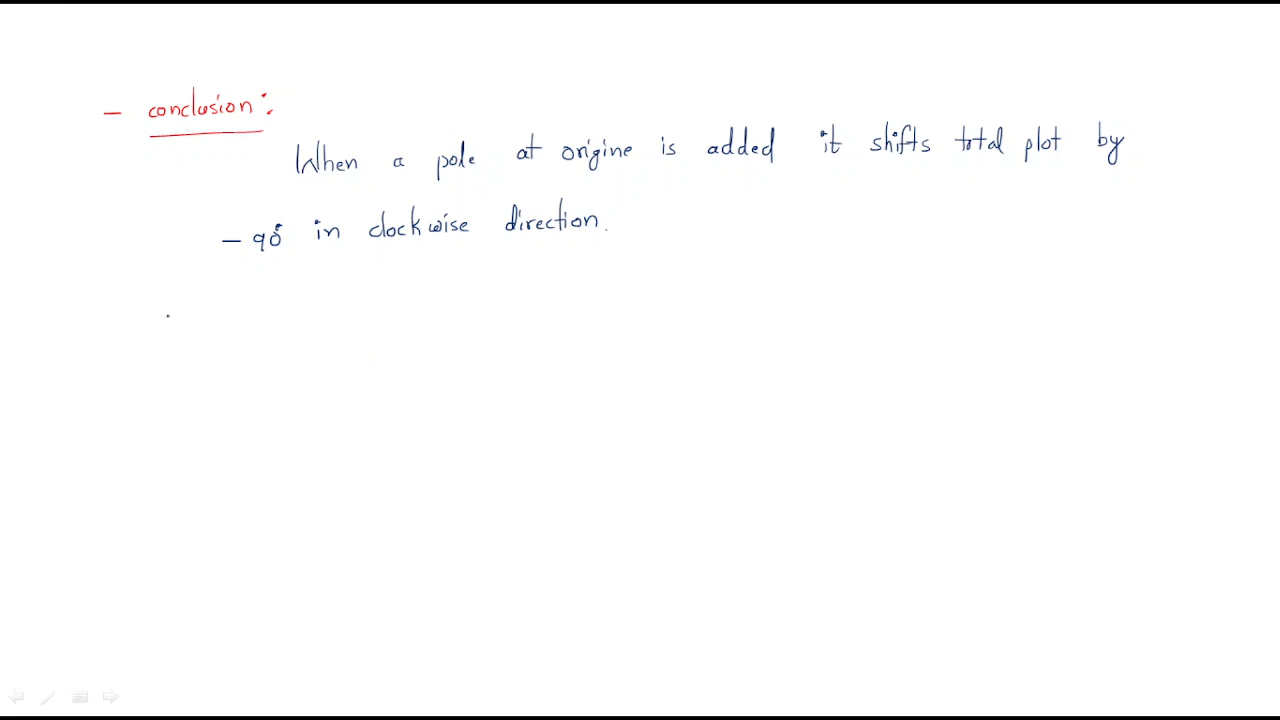 - conclusion:
When a pole at origine is added it shifts total plot by
- 90° in clockwise direction.